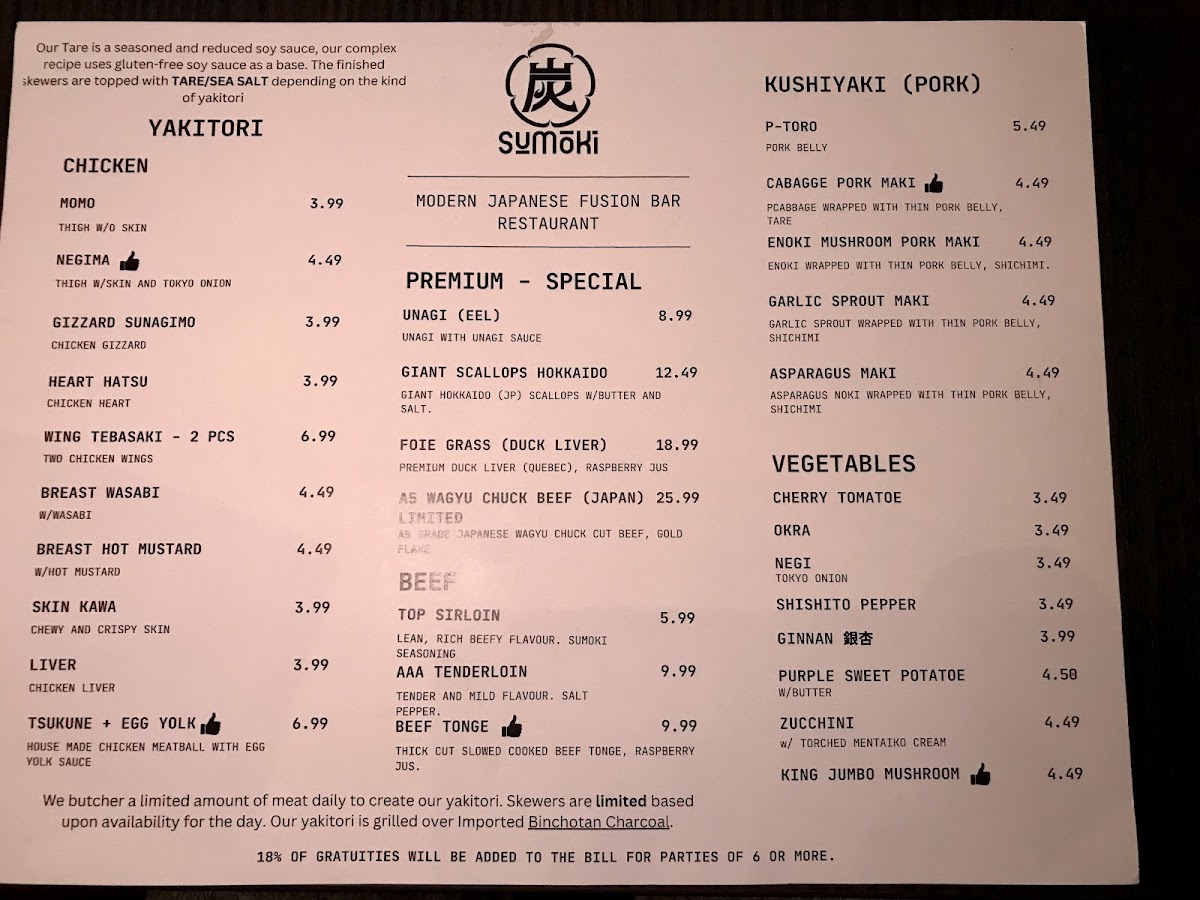 Our Tare is a seasoned and reduced soy sauce, our complex
recipe uses gluten-free soy sauce as a base. The finished
skewers are topped with TARE/SEA SALT depending on the kind
of yakitori
YAKITORI
CHICKEN
MOMO 3.99
THIGH W/O SKIN
NEGIMA 4.49
THIGH W/SKIN AND TOKYO ONION
GIZZARD SUNAGIMO 3.99
CHICKEN GIZZARD
HEART HATSU 3.99
CHICKEN HEART
WING TEBASAKI - 2 PCS 6.99
TWO CHICKEN WINGS
BREAST WASABI 4.49
W/WASABI
BREAST HOT MUSTARD 4.49
W/HOT MUSTARD
SKIN KAWA 3.99
CHEWY AND CRISPY SKIN
LIVER 3.99
CHICKEN LIVER
TSUKUNE + EGG YOLK 6.99
HOUSE MADE CHICKEN MEATBALL WITH EGG
YOLK SAUCE
炭
SUMŌKI
MODERN JAPANESE FUSION BAR
RESTAURANT
PREMIUM - SPECIAL
UNAGI (EEL) 8.99
UNAGI WITH UNAGI SAUCE
GIANT SCALLOPS HOKKAIDO 12.49
GIANT HOKKAIDO (JP) SCALLOPS W/BUTTER AND
SALT.
FOIE GRASS (DUCK LIVER) 18.99
PREMIUM DUCK LIVER (QUEBEC), RASPBERRY JUS
A5 WAGYU CHUCK BEEF (JAPAN) 25.99
LIMITED
A5 GRADE JAPANESE WAGYU CHUCK CUT BEEF, GOLD
FLAKE
BEEF
TOP SIRLOIN 5.99
LEAN, RICH BEEFY FLAVOUR. SUMOKI
SEASONING
AAA TENDERLOIN 9.99
TENDER AND MILD FLAVOUR. SALT
PEPPER.
BEEF TONGE 9.99
THICK CUT SLOWED COOKED BEEF TONGE, RASPBERRY
JUS.
KUSHIYAKI (PORK)
P-TORO 5.49
PORK BELLY
CABAGGE PORK MAKI 4.49
PCABBAGE WRAPPED WITH THIN PORK BELLY,
TARE
ENOKI MUSHROOM PORK MAKI 4.49
ENOKI WRAPPED WITH THIN PORK BELLY, SHICHIMI.
GARLIC SPROUT MAKI 4.49
GARLIC SPROUT WRAPPED WITH THIN PORK BELLY,
SHICHIMI
ASPARAGUS MAKI 4.49
ASPARAGUS NOKI WRAPPED WITH THIN PORK BELLY,
SHICHIMI
VEGETABLES
CHERRY TOMATOE 3.49
OKRA 3.49
NEGI 3.49
TOKYO ONION
SHISHITO PEPPER 3.49
GINNAN 銀杏 3.99
PURPLE SWEET POTATOE 4.50
W/BUTTER
ZUCCHINI 4.49
w/ TORCHED MENTAIKO CREAM
KING JUMBO MUSHROOM 4.49
We butcher a limited amount of meat daily to create our yakitori. Skewers are limited based
upon availability for the day. Our yakitori is grilled over Imported Binchotan Charcoal.
18% OF GRATUITIES WILL BE ADDED TO THE BILL FOR PARTIES OF 6 OR MORE.